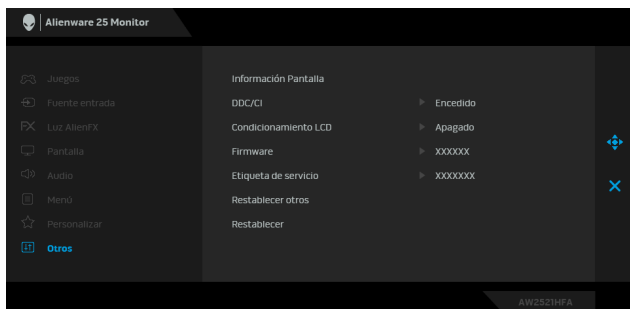 Alienware 25 Monitor
Juegos
Fuente entrada
FX Luz AlienFX
Pantalla
Audio
Menú
Personalizar
Otros
Información Pantalla
DDC/CI Encedido
Condicionamiento LCD Apagado
Firmware XXXXXX
Etiqueta de servicio XXXXXXX
Restablecer otros
Restablecer
AW2521HFA